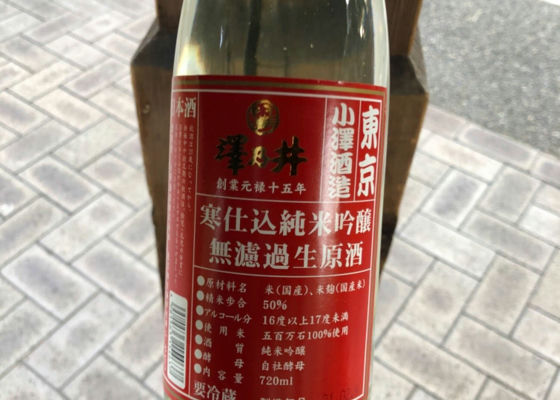 東京
小澤酒造
澤乃井
創業元禄十五年
本酒
寒仕込純米吟醸
無濾過生原酒
●原材料名 米(国産)、米麹(国産米)
●精米歩合 50%
●アルコール分 16度以上17度未満
●使用米 五百万石100%使用
●酒質 純米吟醸
●酵母 自社酵母
●内容量 720ml
要冷蔵